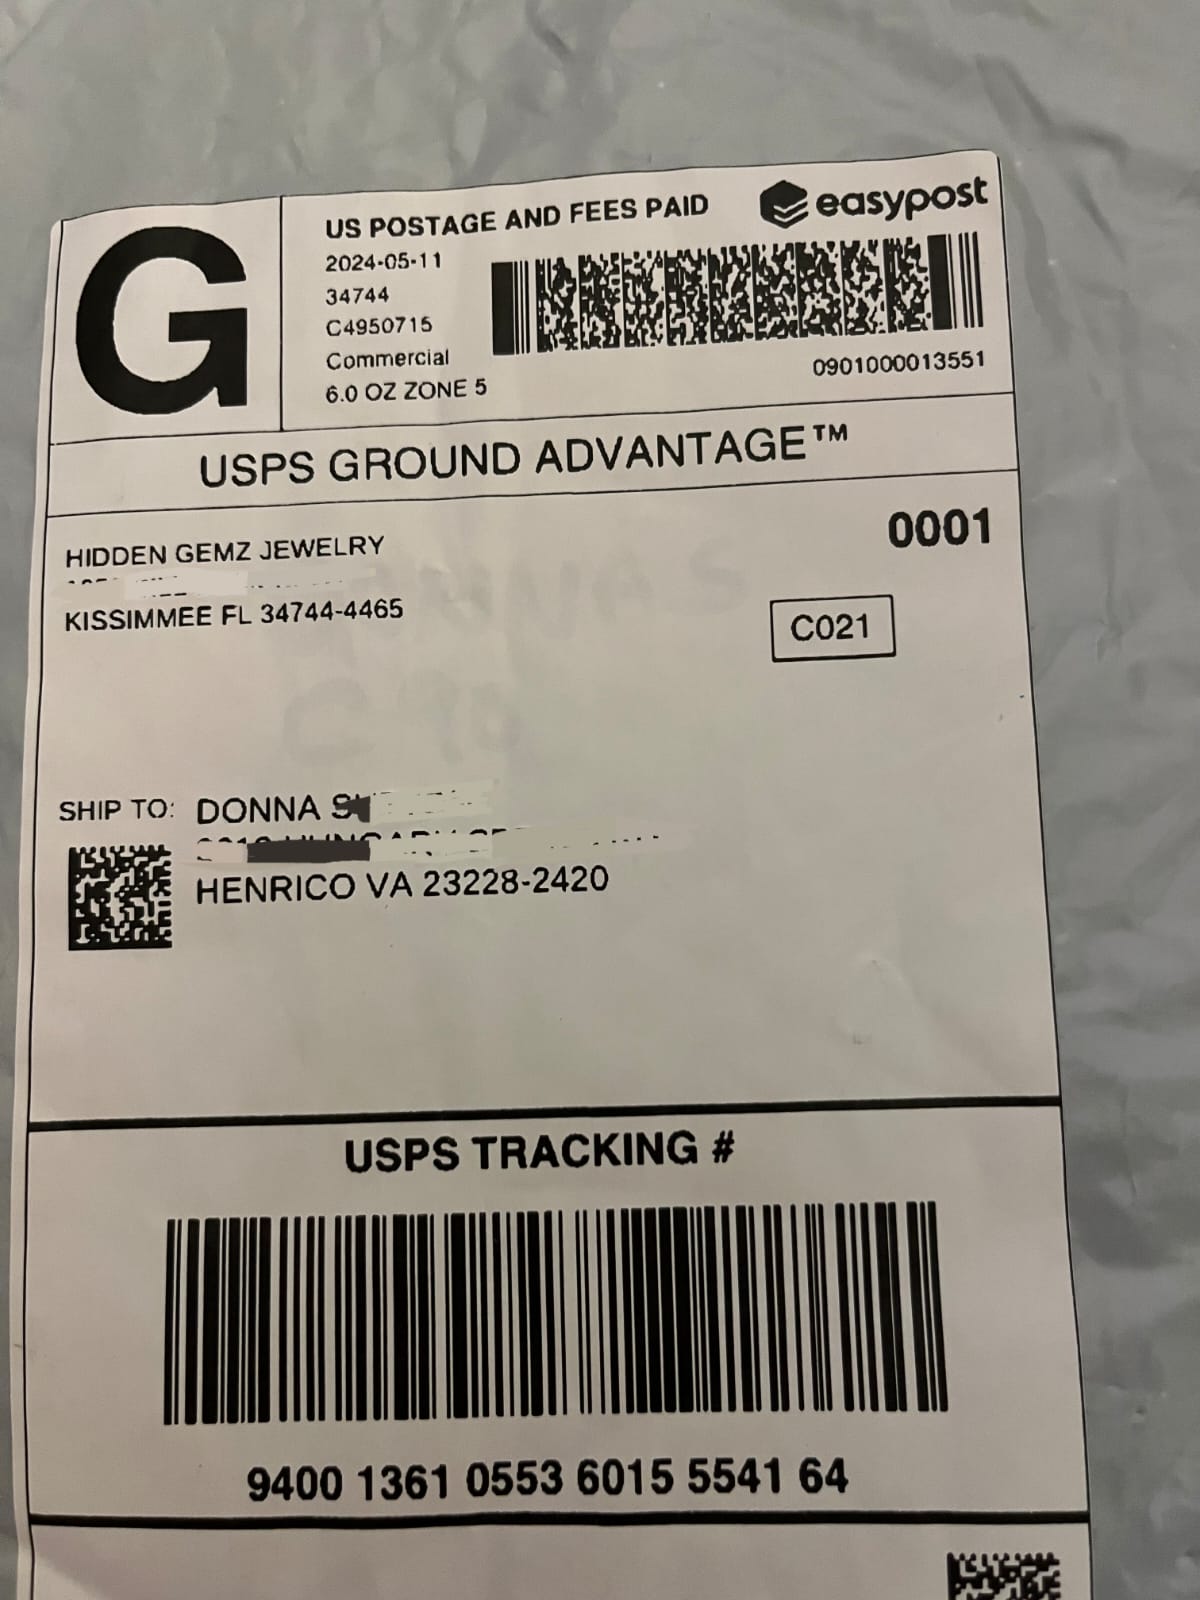 G
US POSTAGE AND FEES PAID
easypost
2024-05-11
34744
C4950715
Commercial
6.0 OZ ZONE 5
0901000013551
USPS GROUND ADVANTAGE™
0001
HIDDEN GEMZ JEWELRY
KISSIMMEE FL 34744-4465
C021
SHIP TO: DONNA
HENRICO VA 23228-2420
USPS TRACKING #
9400 1361 0553 6015 5541 64